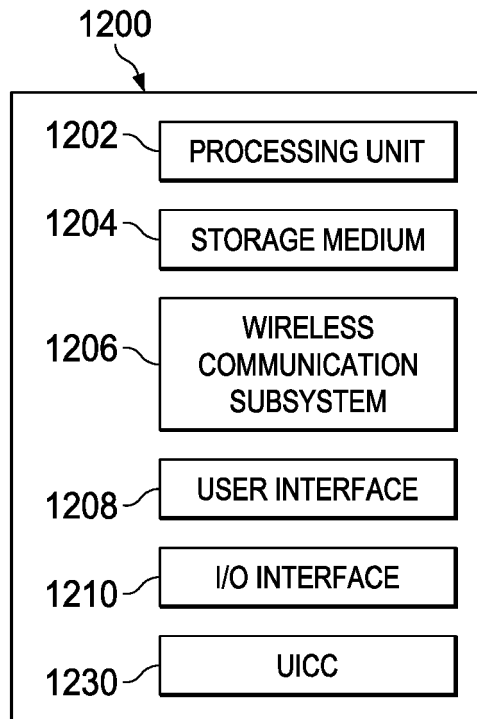 1200
1202
PROCESSING UNIT
1204
STORAGE MEDIUM
1206
WIRELESS
COMMUNICATION
SUBSYSTEM
1208
USER INTERFACE
1210
I/O INTERFACE
1230
UICC